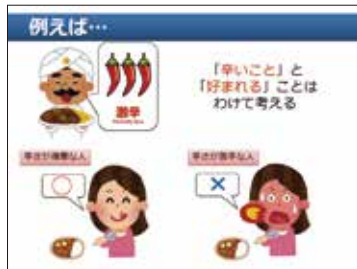 例えば…
「辛いこと」と
「好まれる」ことは
わけて考える
激辛
辛さが得意な人
辛さが苦手な人